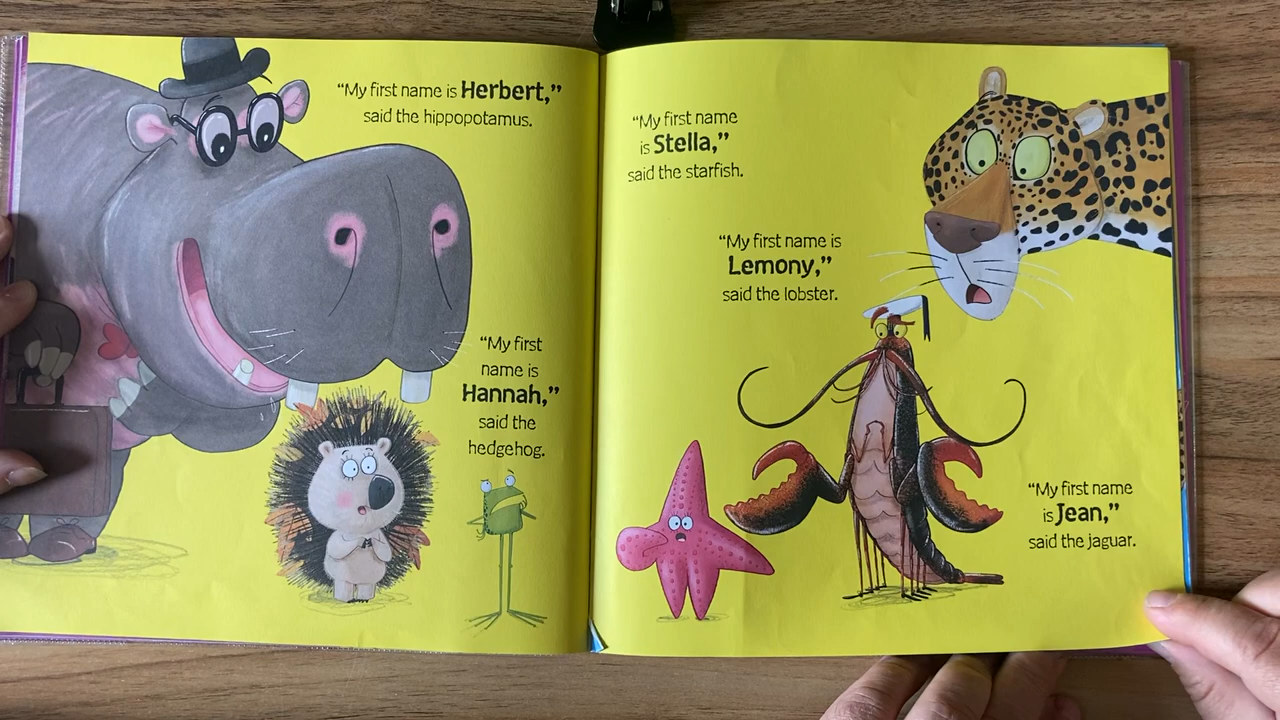 “My first name is Herbert,”
said the hippopotamus.
“My first
name is
Hannah,”
said the
hedgehog.
“My first name
is Stella,”
said the starfish.
“My first name is
Lemony,”
said the lobster.
“My first name
is Jean,”
said the jaguar.